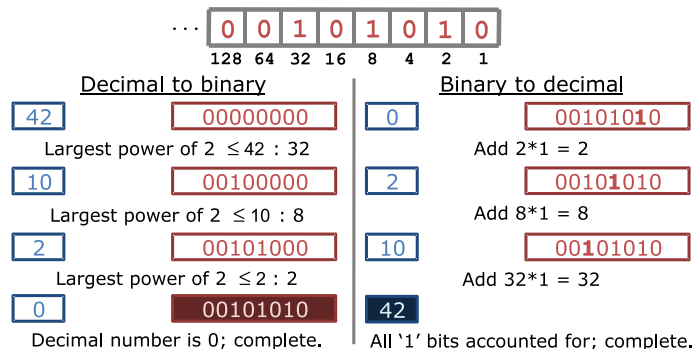 ... 0 0 1 0 1 0 1 0
128 64 32 16 8 4 2 1
Decimal to binary
42 00000000
Largest power of 2 ≤ 42 : 32
10 00100000
Largest power of 2 ≤ 10 : 8
2 00101000
Largest power of 2 ≤ 2 : 2
0 00101010
Decimal number is 0; complete.
Binary to decimal
0 00101010
Add 2*1 = 2
2 00101010
Add 8*1 = 8
10 00101010
Add 32*1 = 32
42
All ‘1’ bits accounted for; complete.